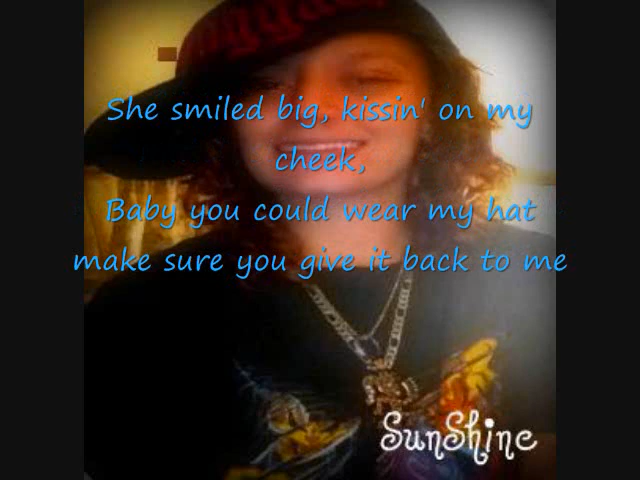 She smiled big, kissin' on my
cheek,
Baby you could wear my hat
make sure you give it back to me
SunShine